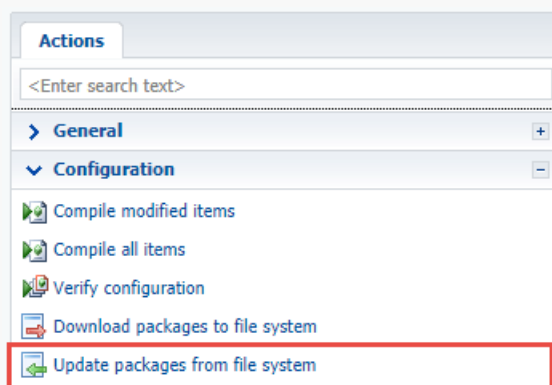 Actions
<Enter search text>
General
Configuration
Compile modified items
Compile all items
Verify configuration
Download packages to file system
Update packages from file system